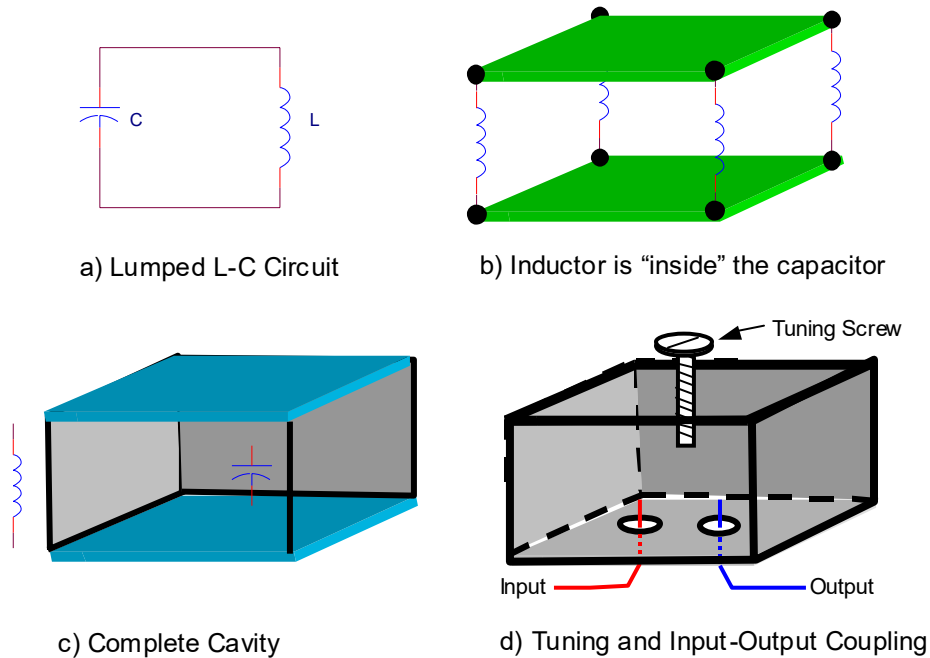 C
L
a) Lumped L-C Circuit
b) Inductor is “inside” the capacitor
Tuning Screw
Input
Output
c) Complete Cavity
d) Tuning and Input-Output Coupling